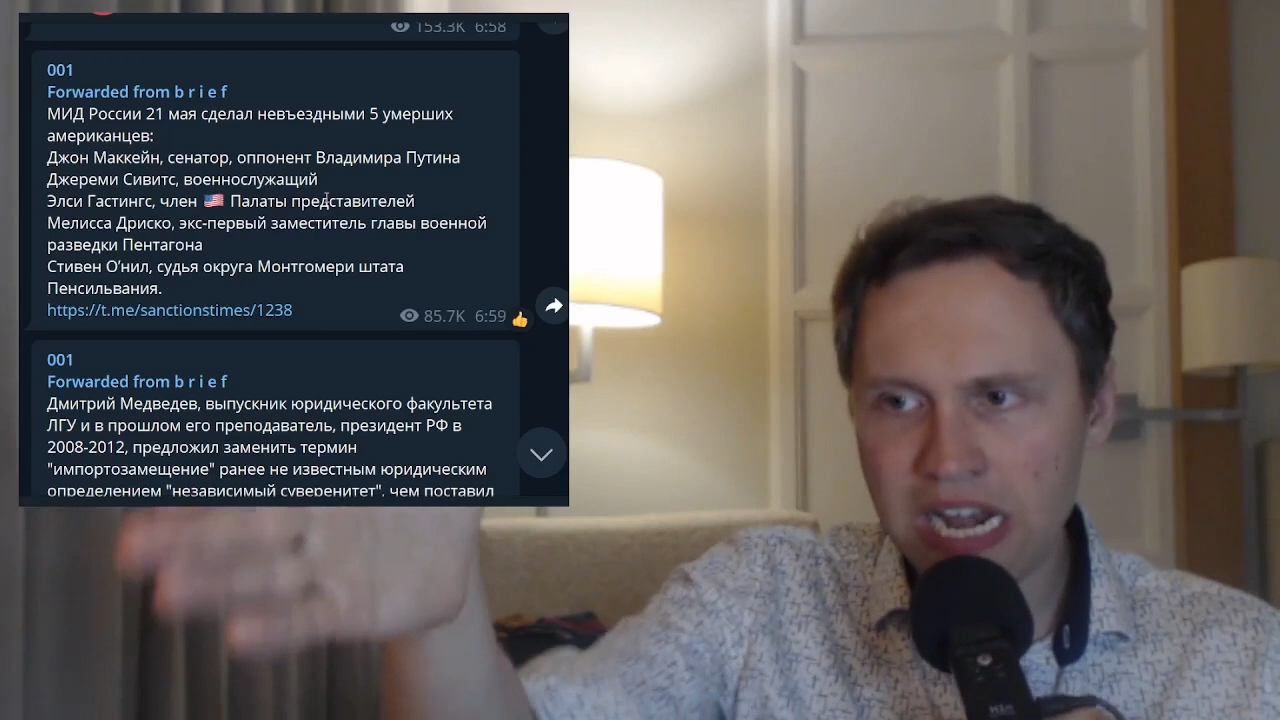 153.3K 6:58
001
Forwarded from b r i e f
МИД России 21 мая сделал невъездными 5 умерших
американцев:
Джон Маккейн, сенатор, оппонент Владимира Путина
Джереми Сивитс, военнослужащий
Элси Гастингс, член 🇺🇸 Палаты представителей
Мелисса Дриско, экс-первый заместитель главы военной
разведки Пентагона
Стивен О'нил, судья округа Монтгомери штата
Пенсильвания.
https://t.me/sanctionstimes/1238
85.7K 6:59 👍
001
Forwarded from b r i e f
Дмитрий Медведев, выпускник юридического факультета
ЛГУ и в прошлом его преподаватель, президент РФ в
2008-2012, предложил заменить термин
"импортозамещение" ранее не известным юридическим
определением "независимый суверенитет", чем поставил